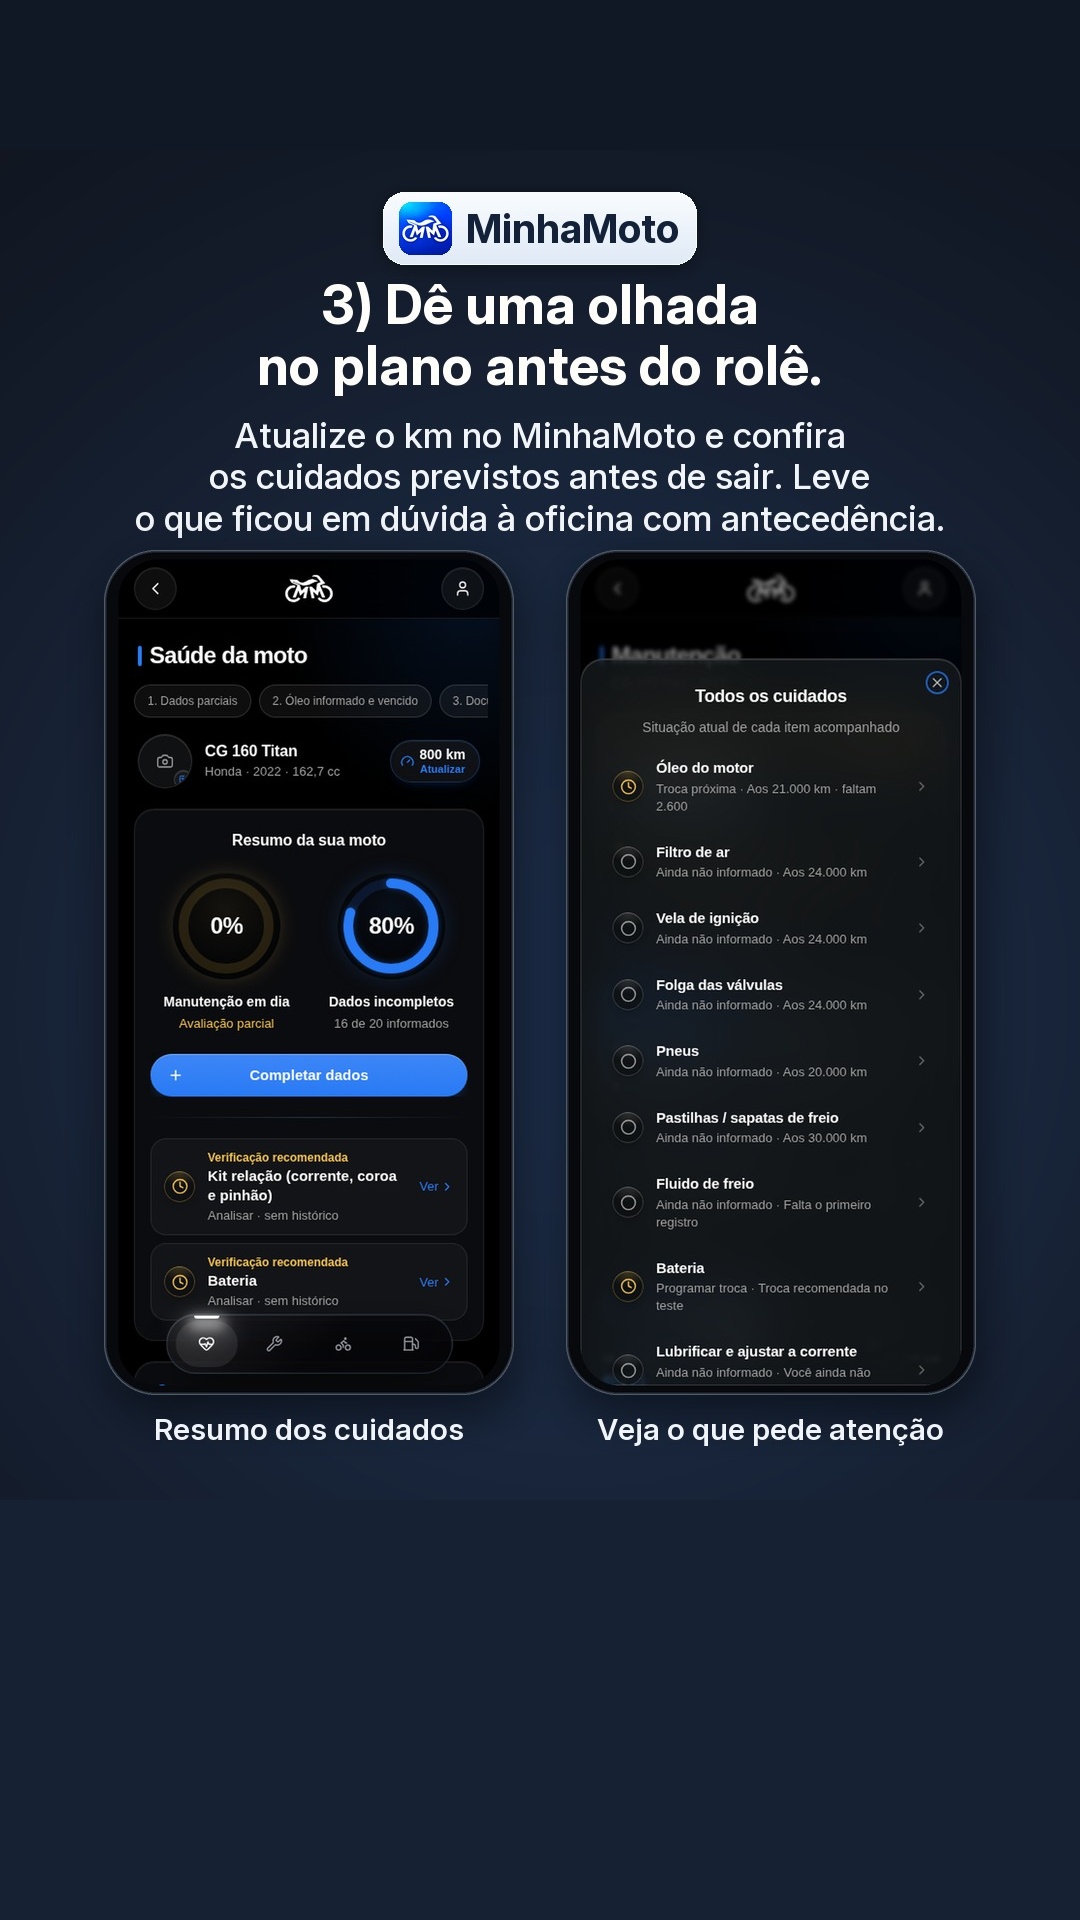 MinhaMoto
3) Dê uma olhada
no plano antes do rolê.
Atualize o km no MinhaMoto e confira
os cuidados previstos antes de sair. Leve
o que ficou em dúvida à oficina com antecedência.
MM
Saúde da moto
1. Dados parciais
2. Óleo informado e vencido
3. Docu
CG 160 Titan
Honda · 2022 · 162,7 cc
800 km
Atualizar
Resumo da sua moto
0%
80%
Manutenção em dia
Avaliação parcial
Dados incompletos
16 de 20 informados
Completar dados
Verificação recomendada
Kit relação (corrente, coroa
e pinhão)
Analisar · sem histórico
Ver
Verificação recomendada
Bateria
Analisar · sem histórico
Ver
Resumo dos cuidados
Manutenção
Todos os cuidados
Situação atual de cada item acompanhado
Óleo do motor
Troca próxima · Aos 21.000 km · faltam
2.600
Filtro de ar
Ainda não informado · Aos 24.000 km
Vela de ignição
Ainda não informado · Aos 24.000 km
Folga das válvulas
Ainda não informado · Aos 24.000 km
Pneus
Ainda não informado · Aos 20.000 km
Pastilhas / sapatas de freio
Ainda não informado · Aos 30.000 km
Fluido de freio
Ainda não informado · Falta o primeiro
registro
Bateria
Programar troca · Troca recomendada no
teste
Lubrificar e ajustar a corrente
Ainda não informado · Você ainda não
Veja o que pede atenção